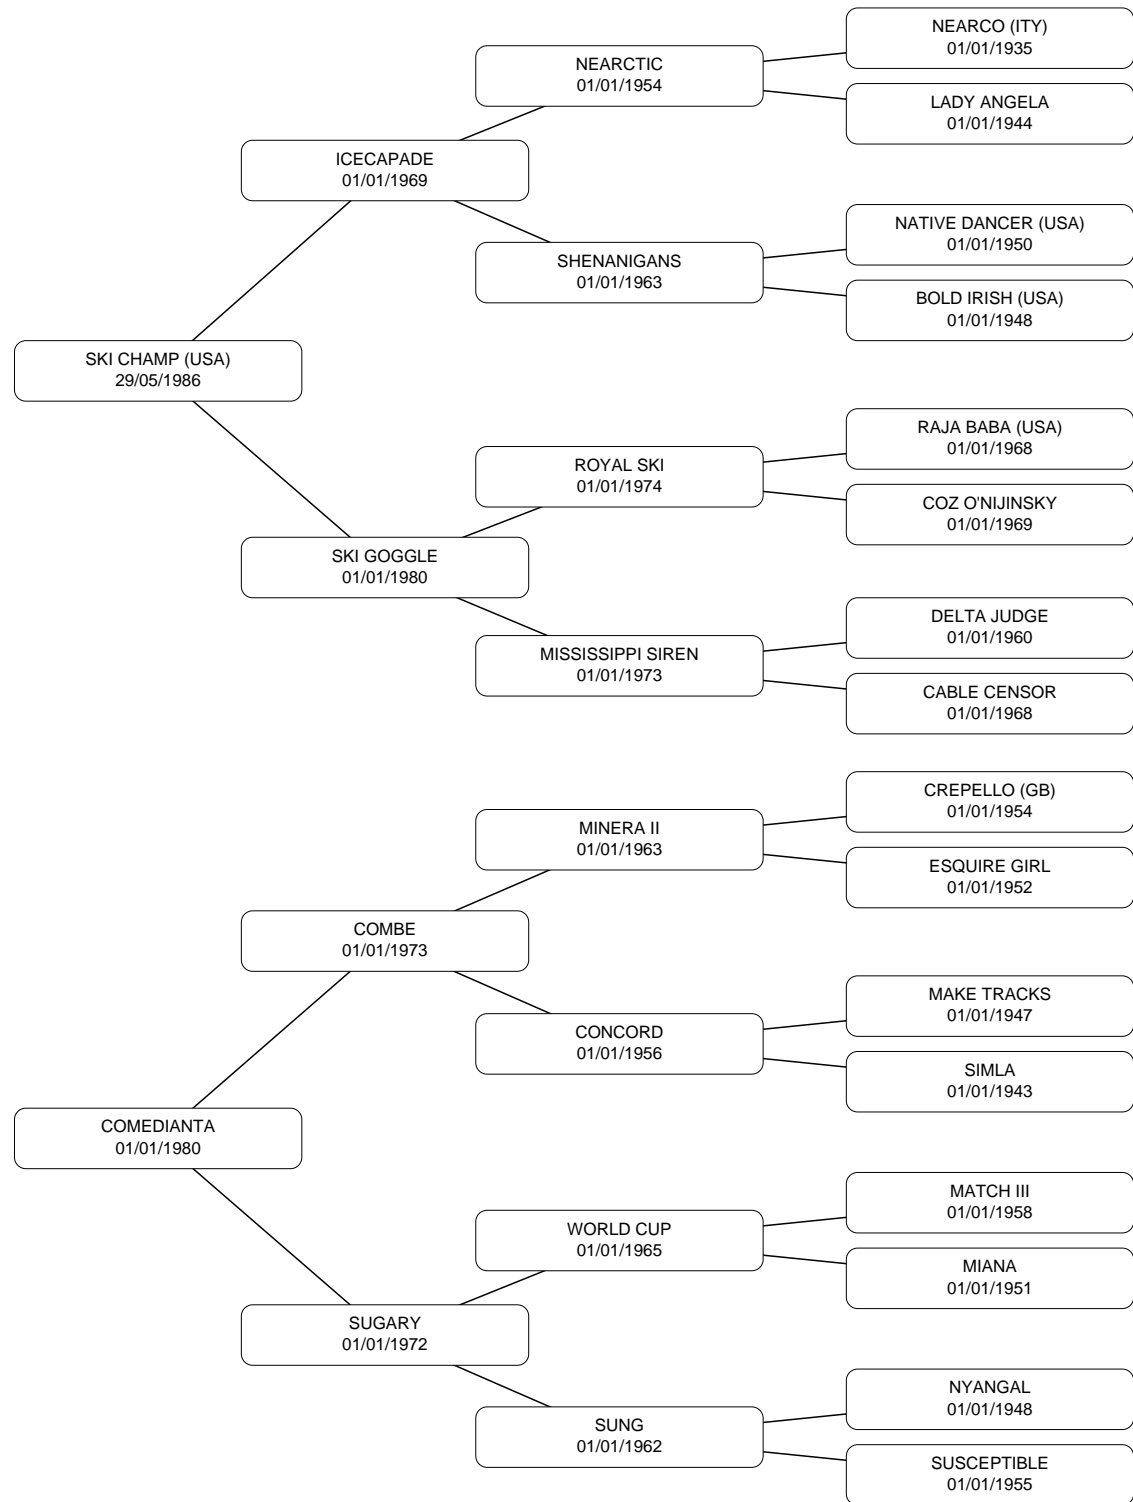 NEARCO (ITY)
01/01/1935
NEARCTIC
01/01/1954
LADY ANGELA
01/01/1944
ICECAPADE
01/01/1969
NATIVE DANCER (USA)
01/01/1950
SHENANIGANS
01/01/1963
BOLD IRISH (USA)
01/01/1948
SKI CHAMP (USA)
29/05/1986
RAJA BABA (USA)
01/01/1968
ROYAL SKI
01/01/1974
COZ O'NIJINSKY
01/01/1969
SKI GOGGLE
01/01/1980
DELTA JUDGE
01/01/1960
MISSISSIPPI SIREN
01/01/1973
CABLE CENSOR
01/01/1968
CREPELLO (GB)
01/01/1954
MINERA II
01/01/1963
ESQUIRE GIRL
01/01/1952
COMBE
01/01/1973
MAKE TRACKS
01/01/1947
CONCORD
01/01/1956
SIMLA
01/01/1943
COMEDIANTA
01/01/1980
MATCH III
01/01/1958
WORLD CUP
01/01/1965
MIANA
01/01/1951
SUGARY
01/01/1972
NYANGAL
01/01/1948
SUNG
01/01/1962
SUSCEPTIBLE
01/01/1955